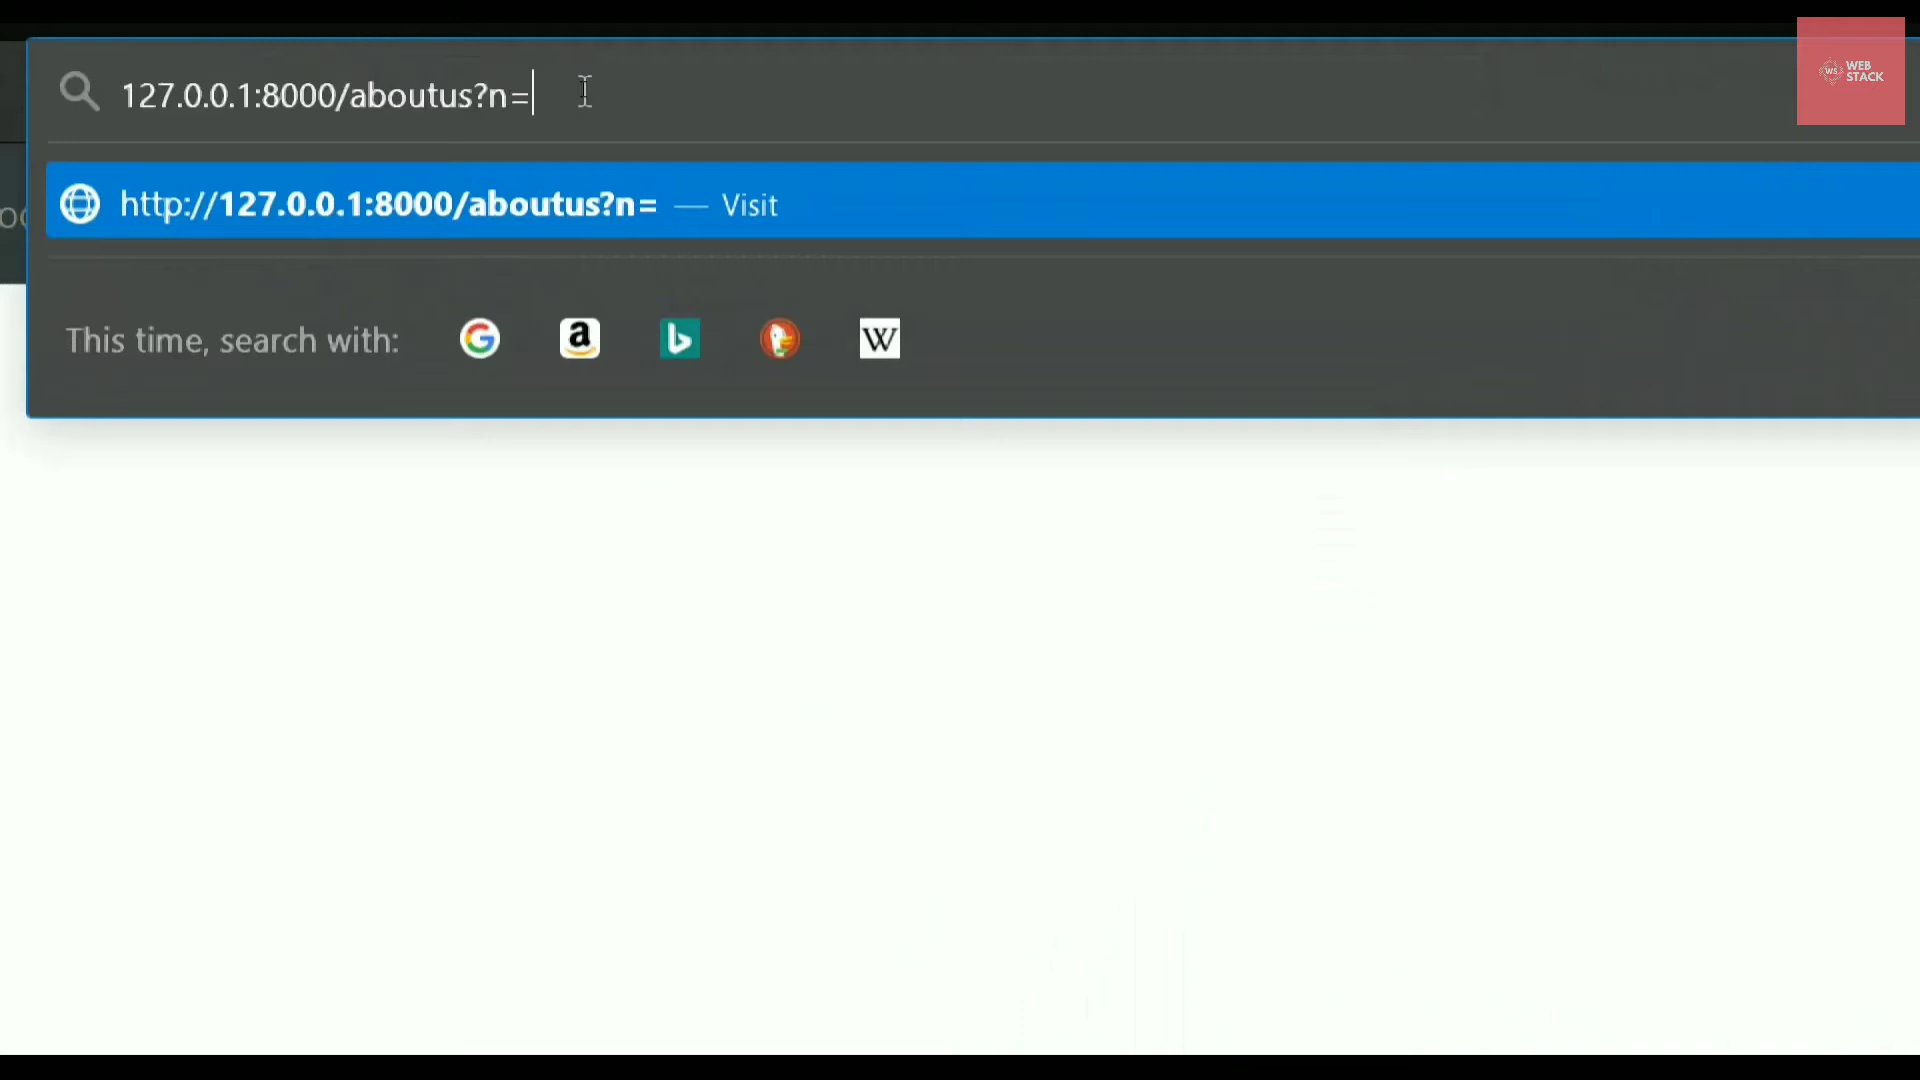 127.0.0.1:8000/aboutus?n=
WS WEB
STACK
http://127.0.0.1:8000/aboutus?n= — Visit
This time, search with: G a b W